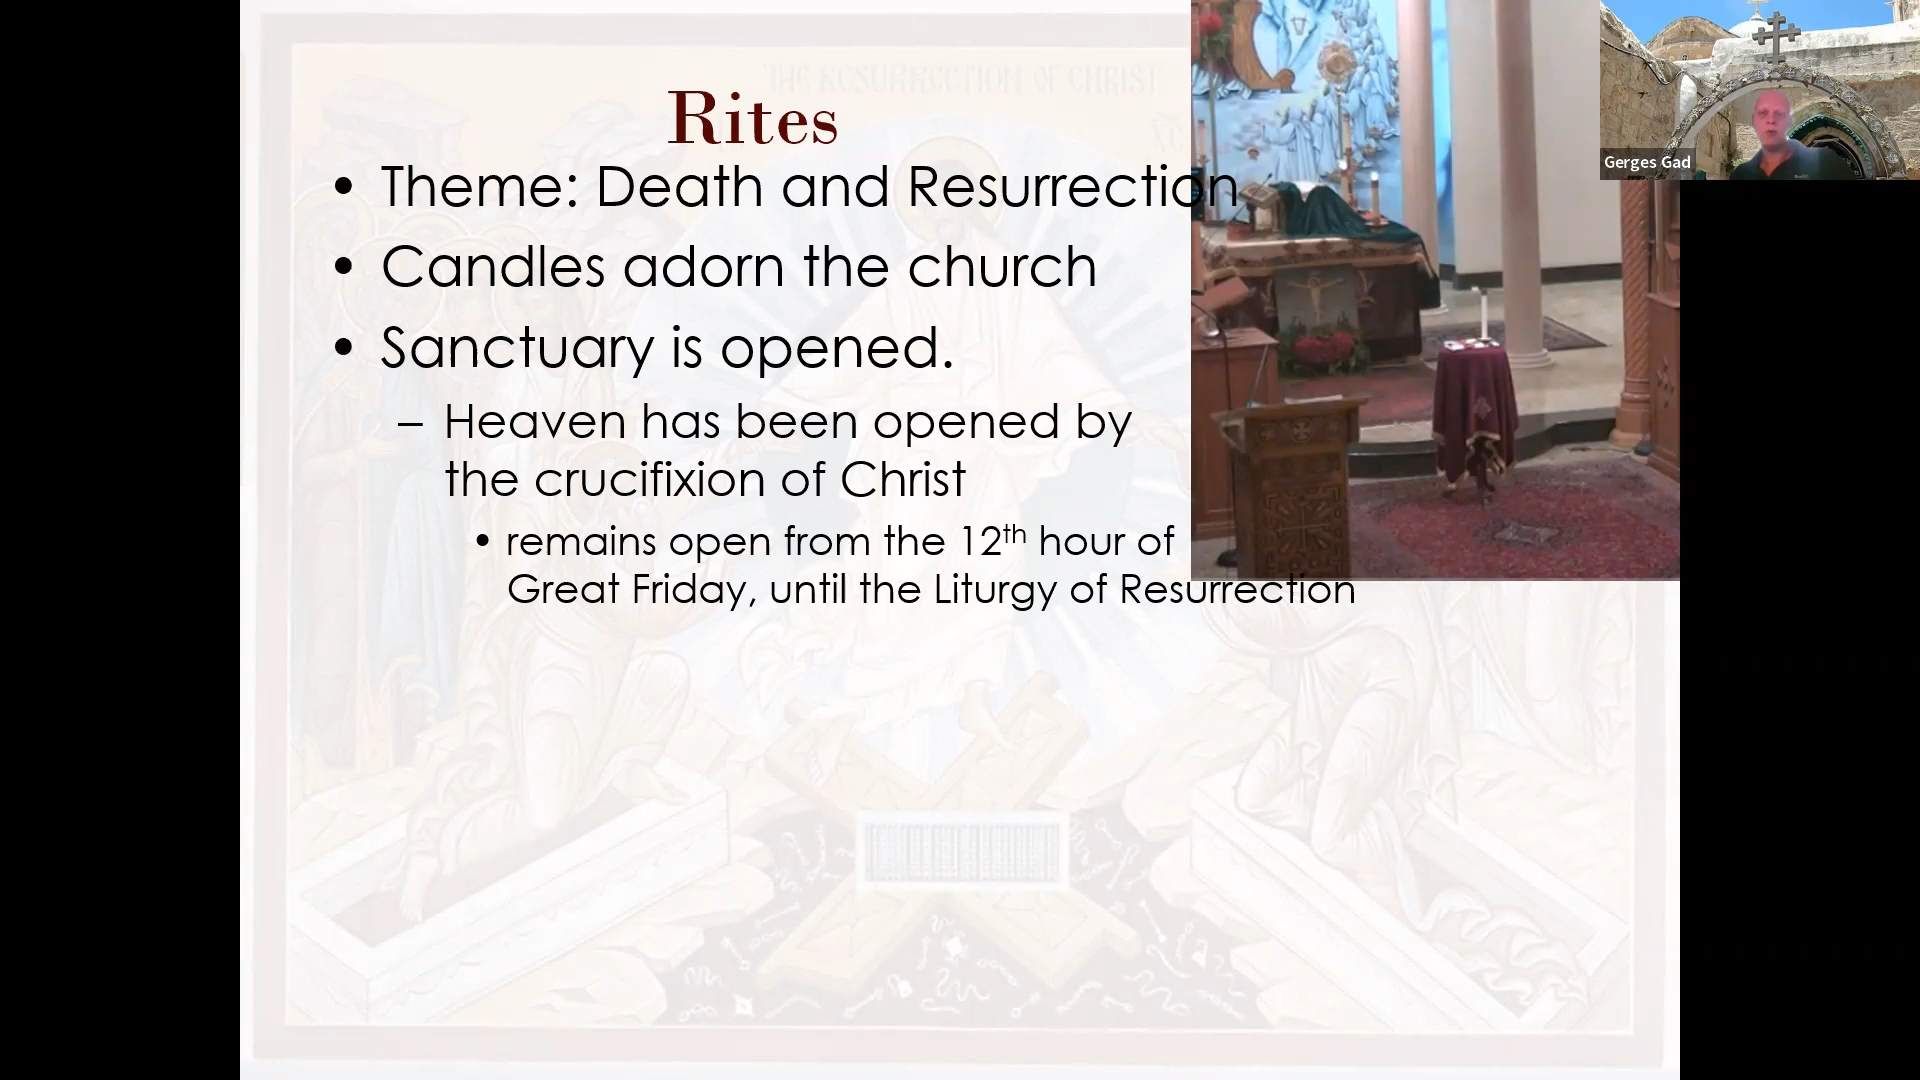 THE RESURRECTION OF CHRIST
Rites
• Theme: Death and Resurrection
• Candles adorn the church
• Sanctuary is opened.
– Heaven has been opened by
the crucifixion of Christ
• remains open from the 12th hour of
Great Friday, until the Liturgy of Resurrection
Gerges Gad